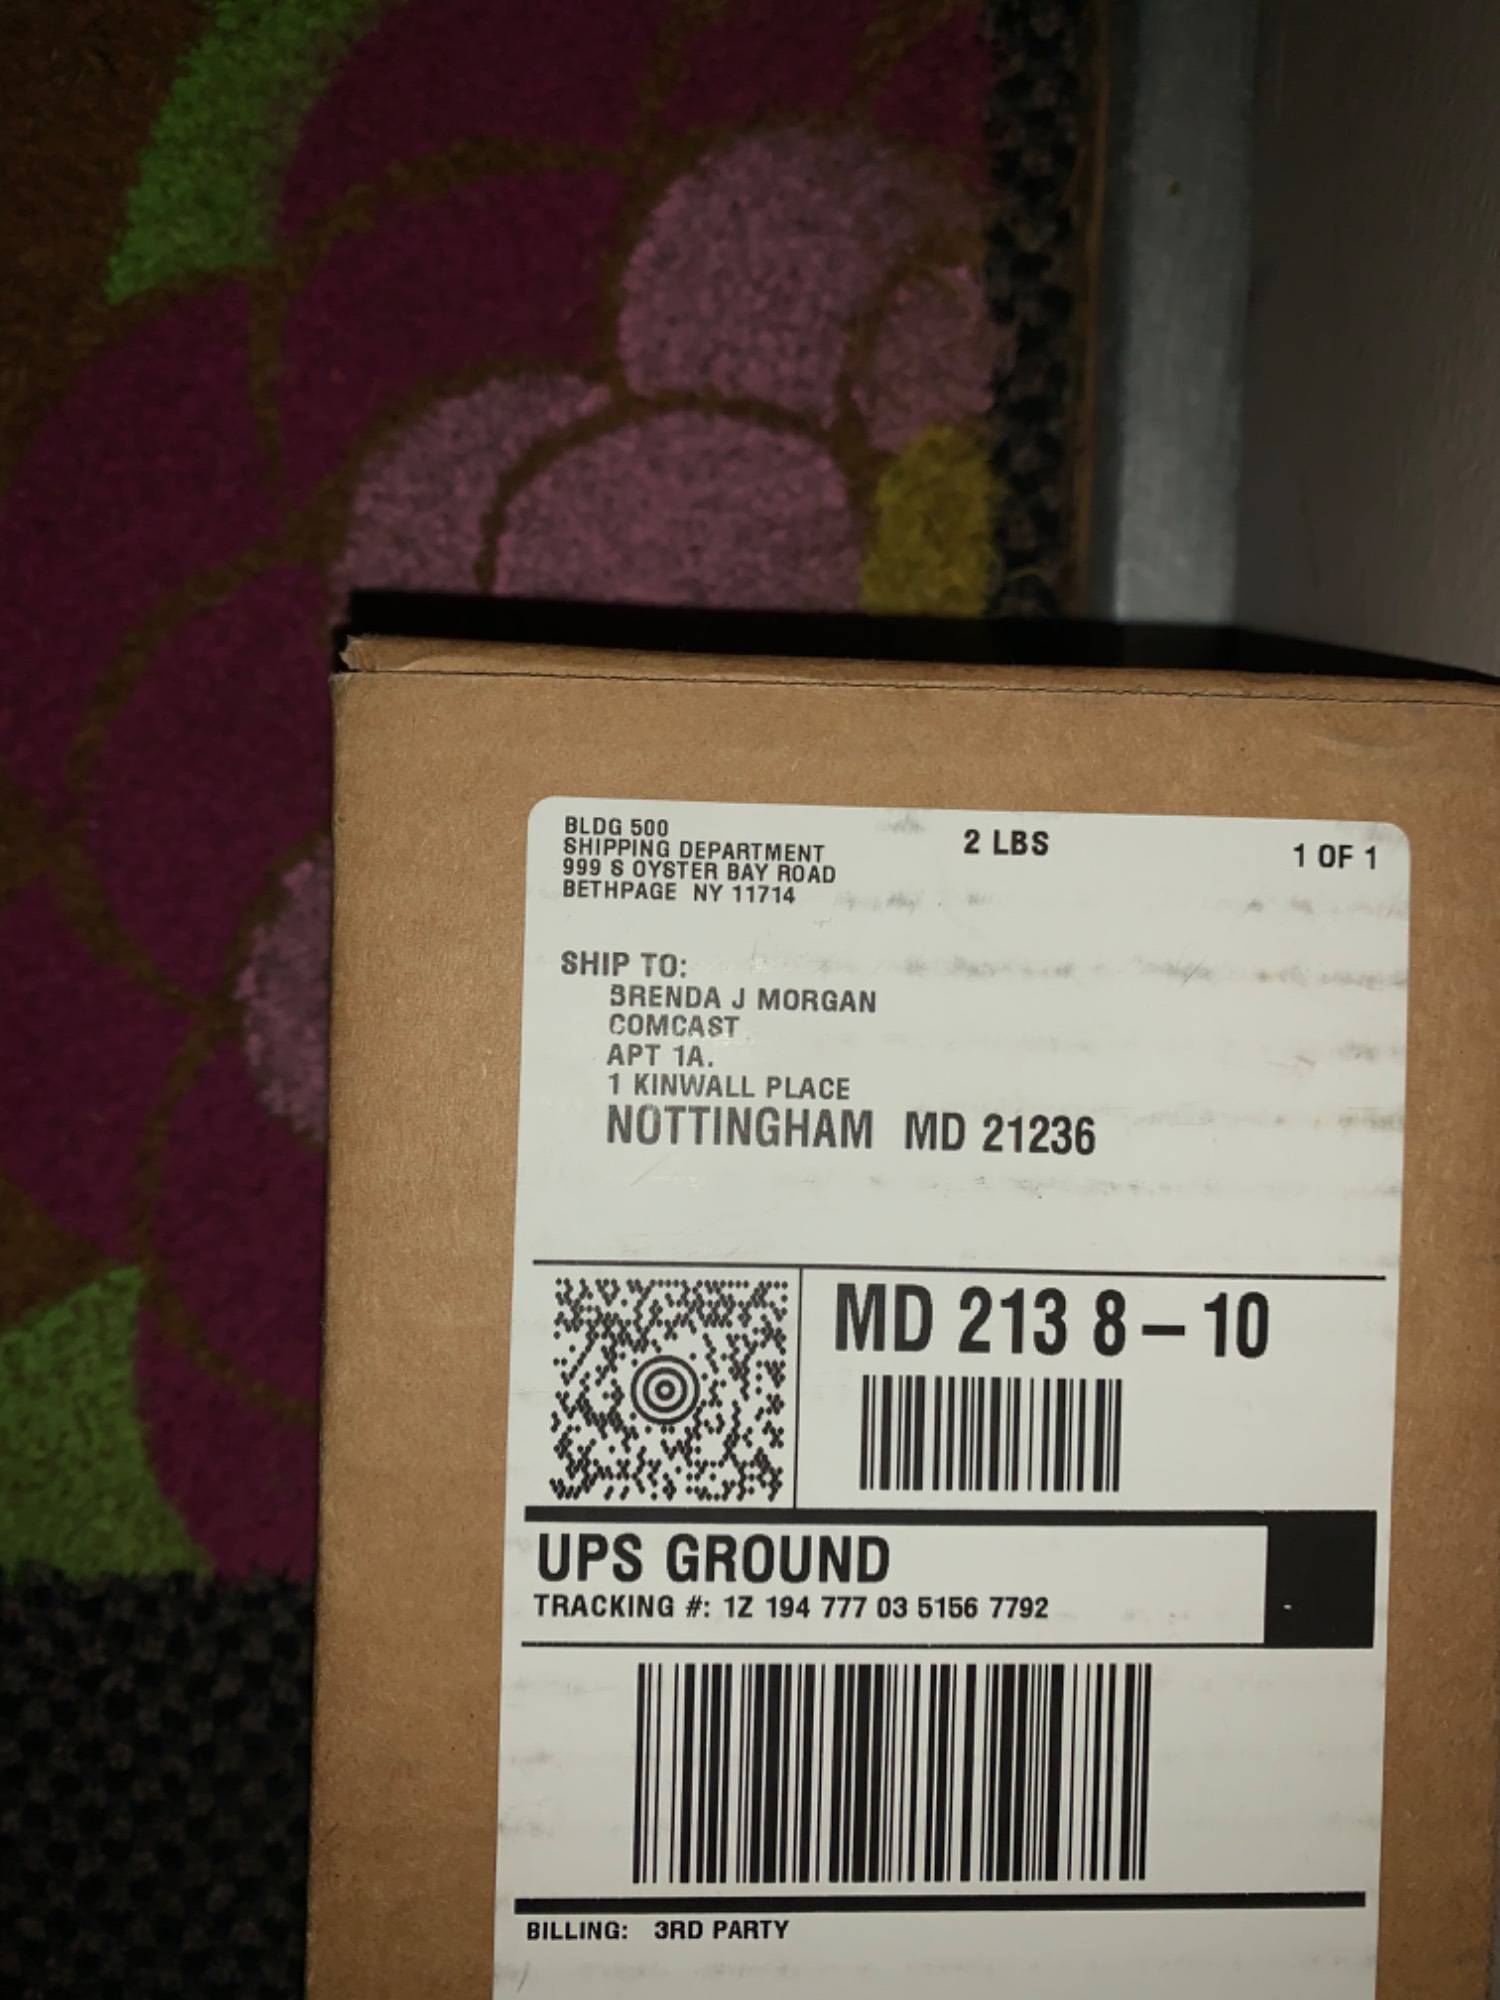 BLDG 500
SHIPPING DEPARTMENT
999 S OYSTER BAY ROAD
BETHPAGE NY 11714
2 LBS
1 OF 1
SHIP TO:
BRENDA J MORGAN
COMCAST
APT 1A.
1 KINWALL PLACE
NOTTINGHAM MD 21236
MD 213 8-10
UPS GROUND
TRACKING #: 1Z 194 777 03 5156 7792
BILLING: 3RD PARTY